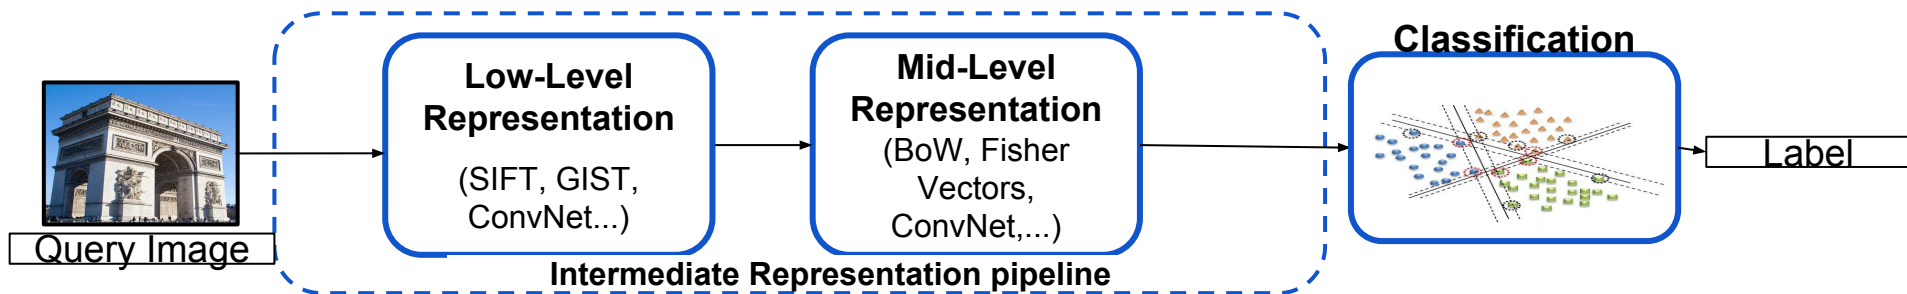 Query Image
Low-Level
Representation
(SIFT, GIST,
ConvNet...)
Mid-Level
Representation
(BoW, Fisher
Vectors,
ConvNet,...)
Intermediate Representation pipeline
Classification
Label